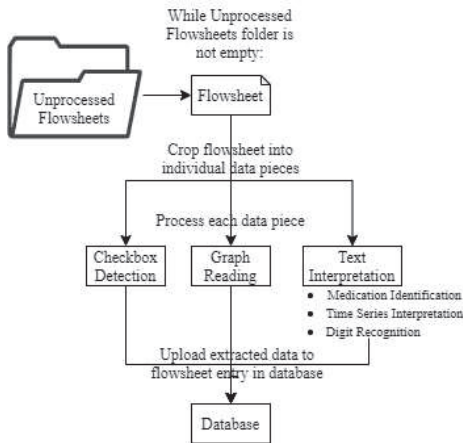 While Unprocessed
Flowsheets folder is
not empty:
Unprocessed
Flowsheets
Flowsheet
Crop flowsheet into
individual data pieces
Process each data piece
Checkbox
Detection
Graph
Reading
Text
Interpretation
• Medication Identification
• Time Series Interpretation
• Digit Recognition
Upload extracted data to
flowsheet entry in database
Database